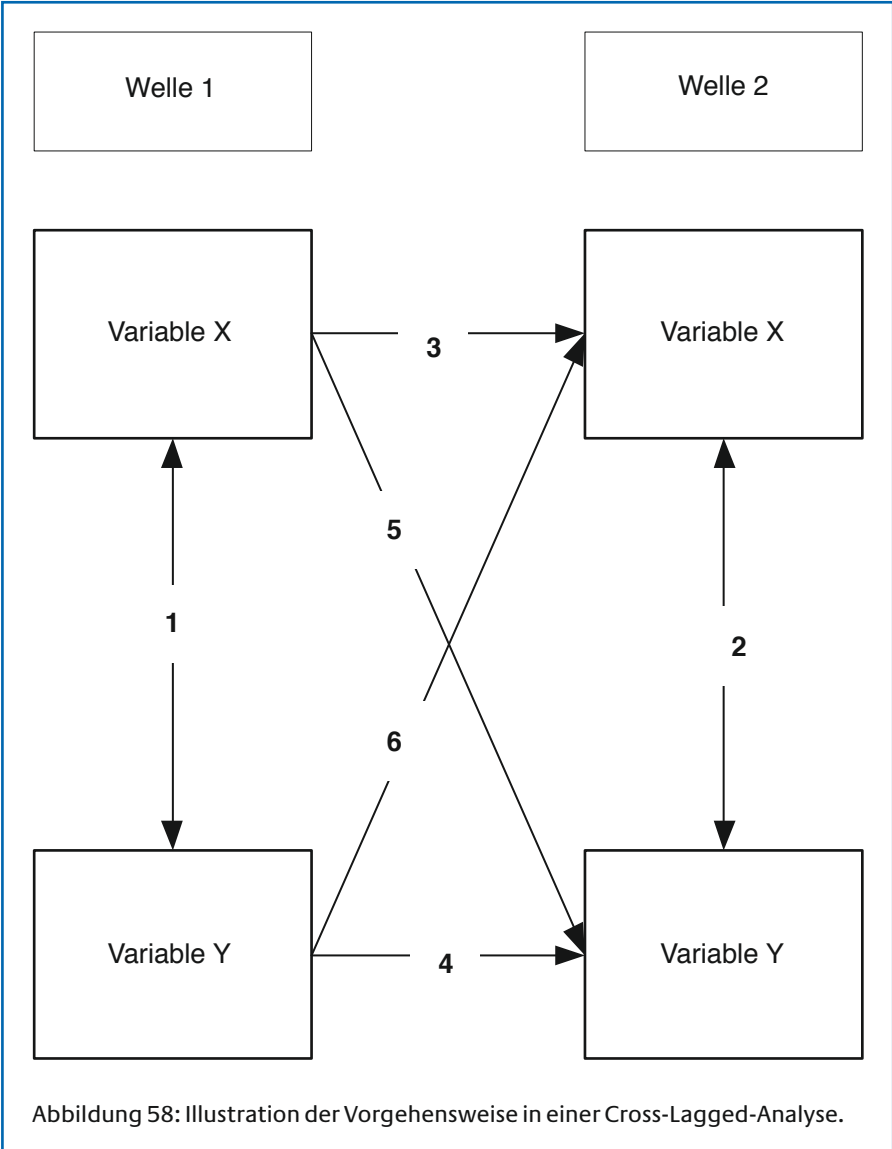 Welle 1
Welle 2
Variable X
Variable X
3
5
1
2
6
Variable Y
Variable Y
4
Abbildung 58: Illustration der Vorgehensweise in einer Cross-Lagged-Analyse.